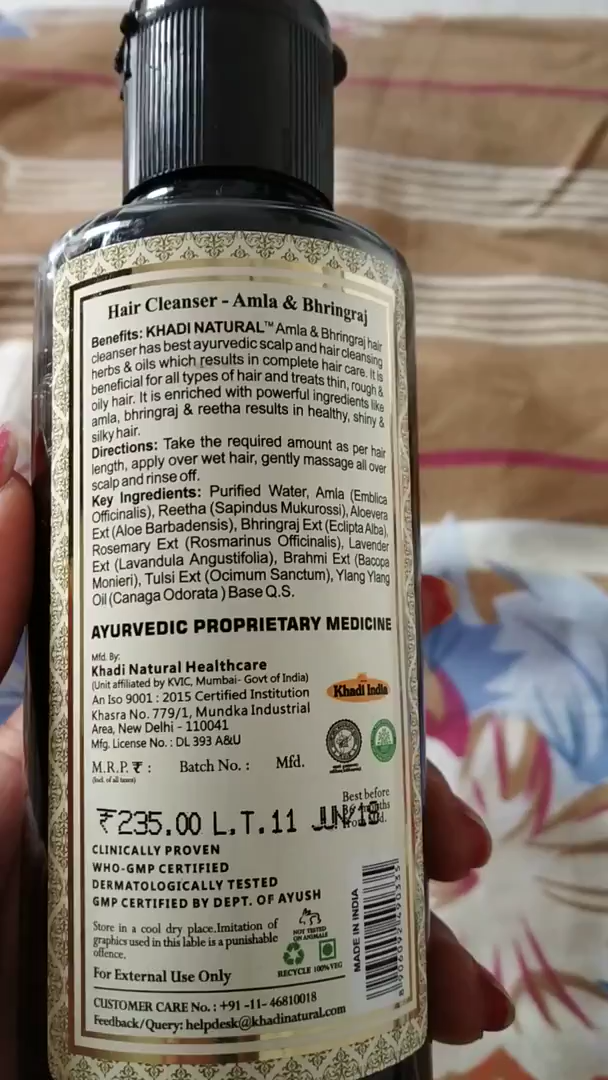 Hair Cleanser - Amla & Bhringraj
Benefits: KHADI NATURAL™ Amla & Bhringraj hair
cleanser has best ayurvedic scalp and hair cleansing
herbs & oils which results in complete hair care. It is
beneficial for all types of hair and treats thin, rough &
oily hair. It is enriched with powerful ingredients like
amla, bhringraj & reetha results in healthy, shiny &
silky hair.
Directions: Take the required amount as per hair
length, apply over wet hair, gently massage all over
scalp and rinse off.
Key Ingredients: Purified Water, Amla (Emblica
Officinalis), Reetha (Sapindus Mukurossi), Aloevera
Ext (Aloe Barbadensis), Bhringraj Ext (Eclipta Alba),
Rosemary Ext (Rosmarinus Officinalis), Lavender
Ext (Lavandula Angustifolia), Brahmi Ext (Bacopa
Monieri), Tulsi Ext (Ocimum Sanctum), Ylang Ylang
Oil (Canaga Odorata ) Base Q.S.
AYURVEDIC PROPRIETARY MEDICINE
Mfd. By:
Khadi Natural Healthcare
(Unit affiliated by KVIC, Mumbai- Govt of India)
An Iso 9001 : 2015 Certified Institution
Khasra No. 779/1, Mundka Industrial
Area, New Delhi - 110041
Mfg. License No. : DL 393 A&U
Khadi India
M.R.P. ₹ : Batch No. : Mfd.
(Incl. of all taxes)
Best before
₹235.00 L.T.11 JUN/18
CLINICALLY PROVEN
WHO-GMP CERTIFIED
DERMATOLOGICALLY TESTED
GMP CERTIFIED BY DEPT. OF AYUSH
Store in a cool dry place.Imitation of
graphics used in this lable is a punishable
offence.
For External Use Only
NOT TESTED
ON ANIMALS
RECYCLE 100% VEG
MADE IN INDIA
CUSTOMER CARE No. : +91 -11- 46810018
Feedback/Query: helpdesk@khadinatural.com